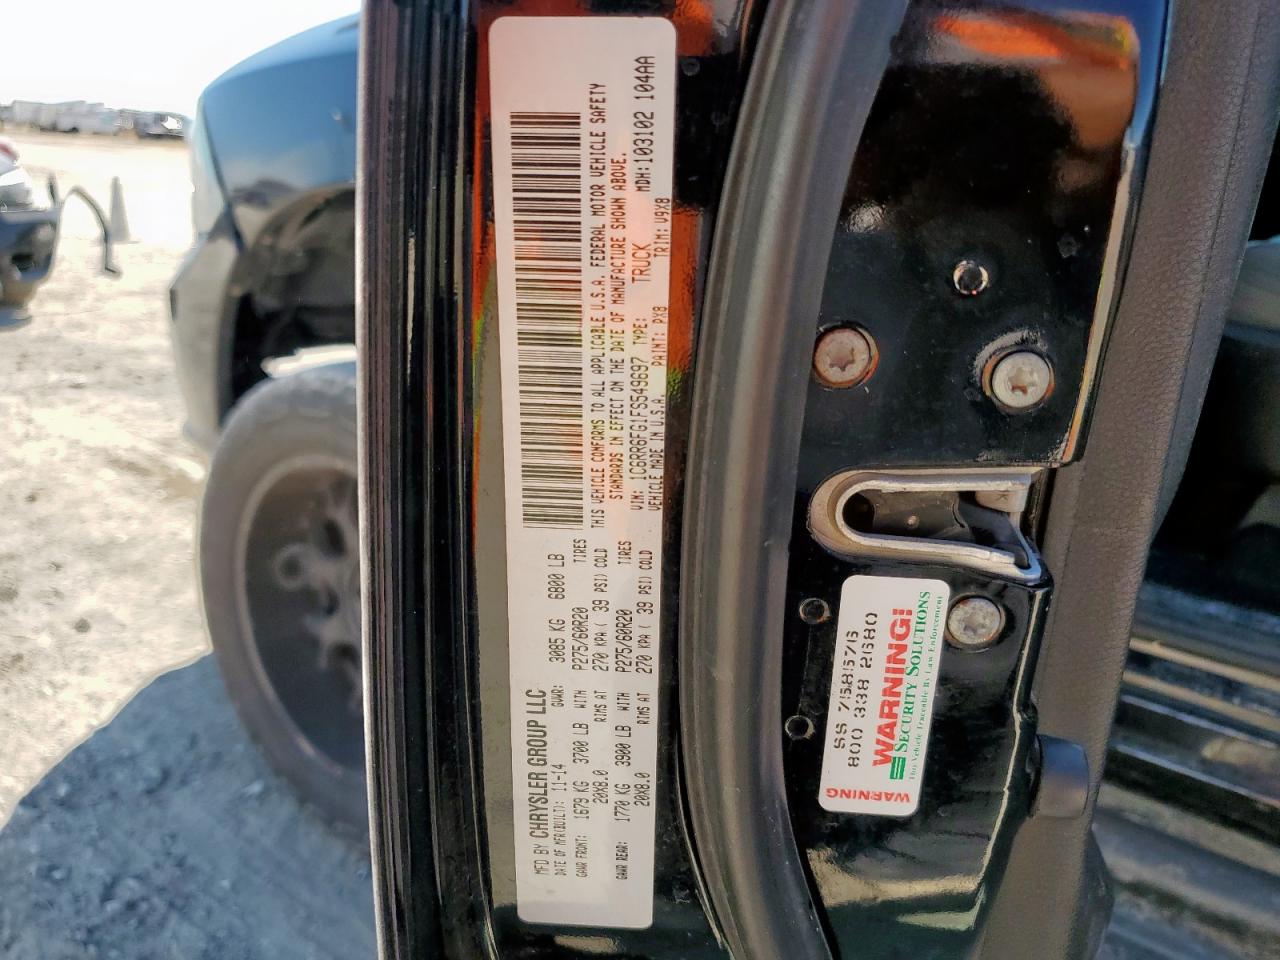 MFD BY CHRYSLER GROUP LLC
DATE OF MFR(BUILT): 11-14 GVWR: 3085 KG 6800 LB
GAWR FRONT: 1679 KG 3700 LB WITH P275/60R20 TIRES
20X8.0 RIMS AT 270 KPA ( 39 PSI) COLD
GAWR REAR: 1770 KG 3900 LB WITH P275/60R20 TIRES
20X8.0 RIMS AT 270 KPA ( 39 PSI) COLD
THIS VEHICLE CONFORMS TO ALL APPLICABLE U.S.A. FEDERAL MOTOR VEHICLE SAFETY
STANDARDS IN EFFECT ON THE DATE OF MANUFACTURE SHOWN ABOVE.
VIN: 1C6RR6FG1FS549697 TYPE: TRUCK MDH:103102 104AA
VEHICLE MADE IN U.S.A. PAINT: PX8 TRIM: V9X8
WARNING
SS 758576
800 338 2680
WARNING!
SECURITY SOLUTIONS
This Vehicle Traceable By Law Enforcement